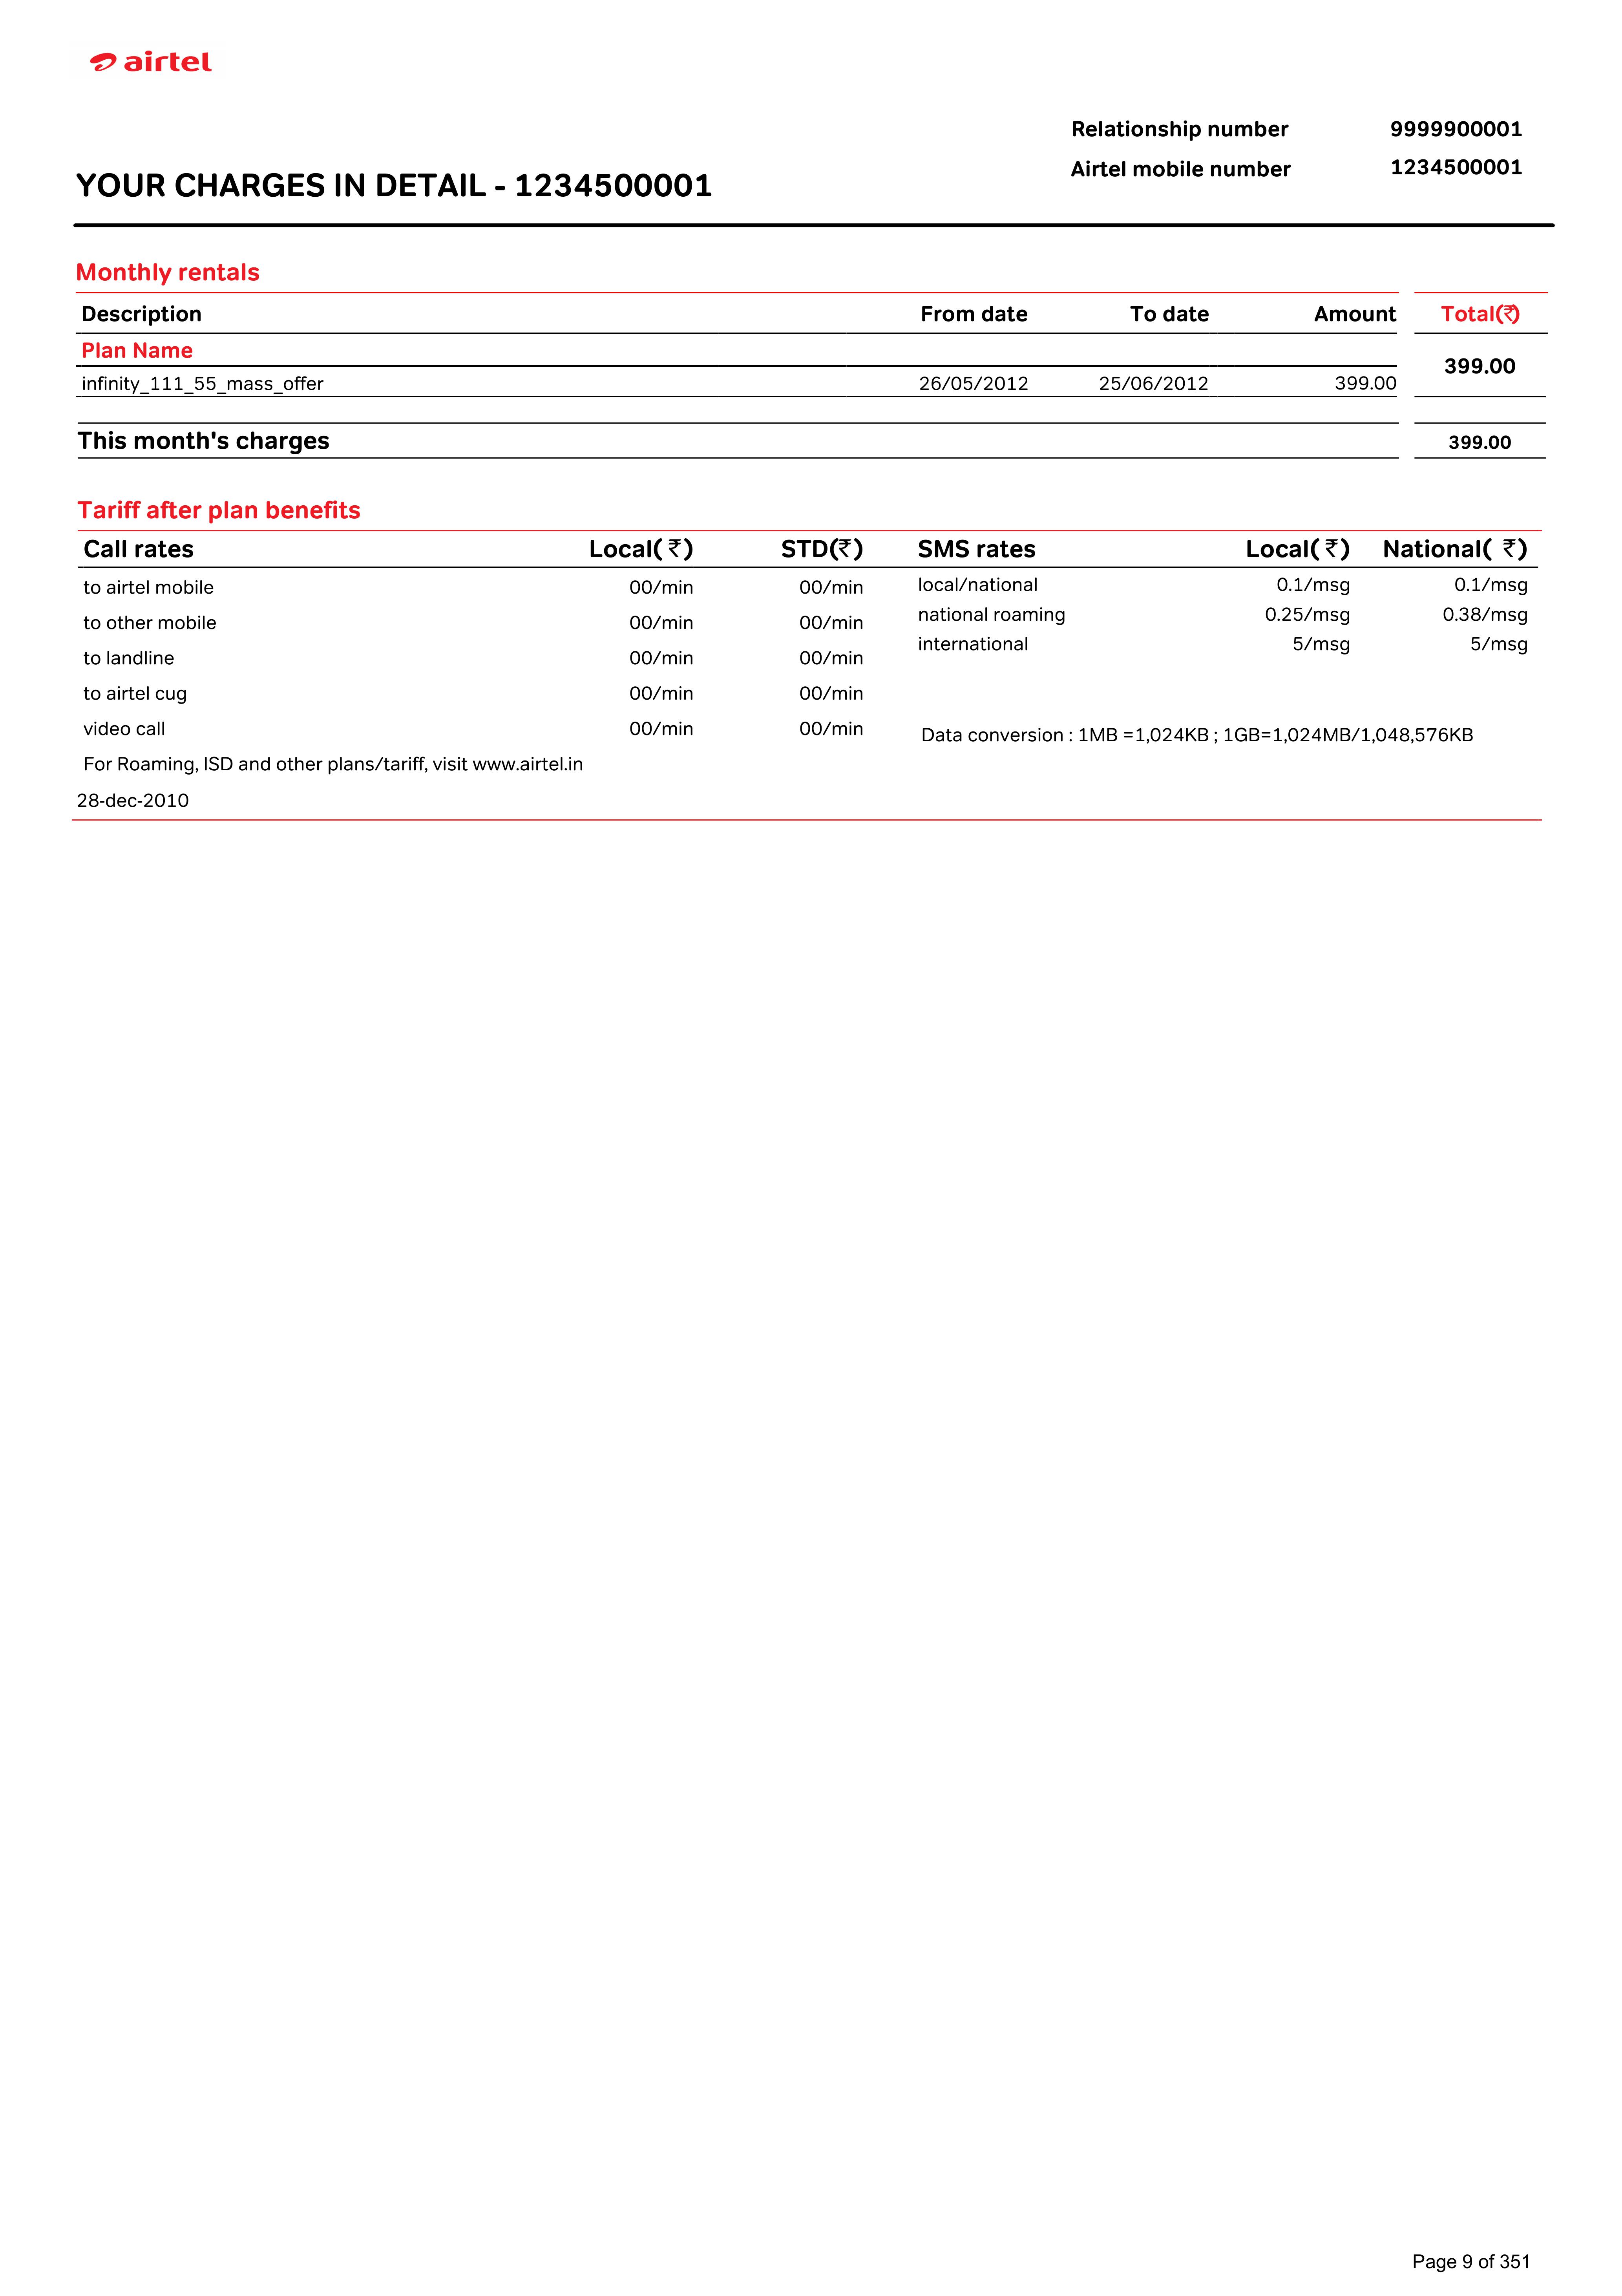 airtel
Relationship number 9999900001
Airtel mobile number 1234500001
YOUR CHARGES IN DETAIL - 1234500001
Monthly rentals
Description From date To date Amount Total(₹)
Plan Name
399.00
infinity_111_55_mass_offer 26/05/2012 25/06/2012 399.00
This month's charges 399.00
Tariff after plan benefits
Call rates Local( ₹) STD(₹) SMS rates Local( ₹) National( ₹)
to airtel mobile 00/min 00/min local/national 0.1/msg 0.1/msg
to other mobile 00/min 00/min national roaming 0.25/msg 0.38/msg
to landline 00/min 00/min international 5/msg 5/msg
to airtel cug 00/min 00/min
video call 00/min 00/min Data conversion : 1MB =1,024KB ; 1GB=1,024MB/1,048,576KB
For Roaming, ISD and other plans/tariff, visit www.airtel.in
28-dec-2010
Page 9 of 351